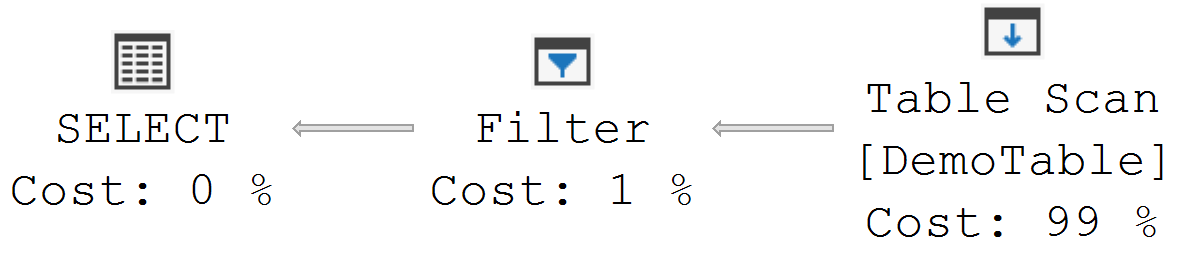 SELECT
Cost: 0 %
Filter
Cost: 1 %
Table Scan
[DemoTable]
Cost: 99 %